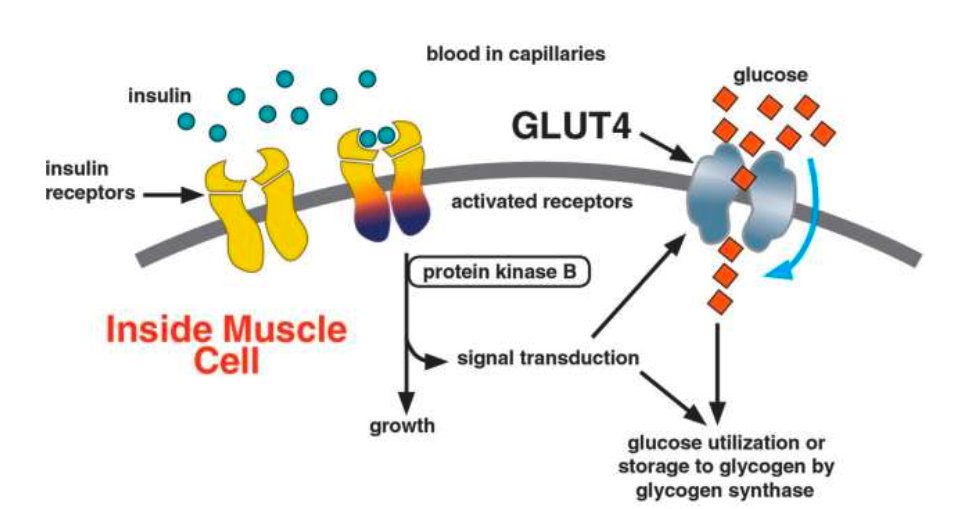 blood in capillaries
insulin
glucose
GLUT4
insulin
receptors
activated receptors
protein kinase B
Inside Muscle
Cell
signal transduction
growth
glucose utilization or
storage to glycogen by
glycogen synthase